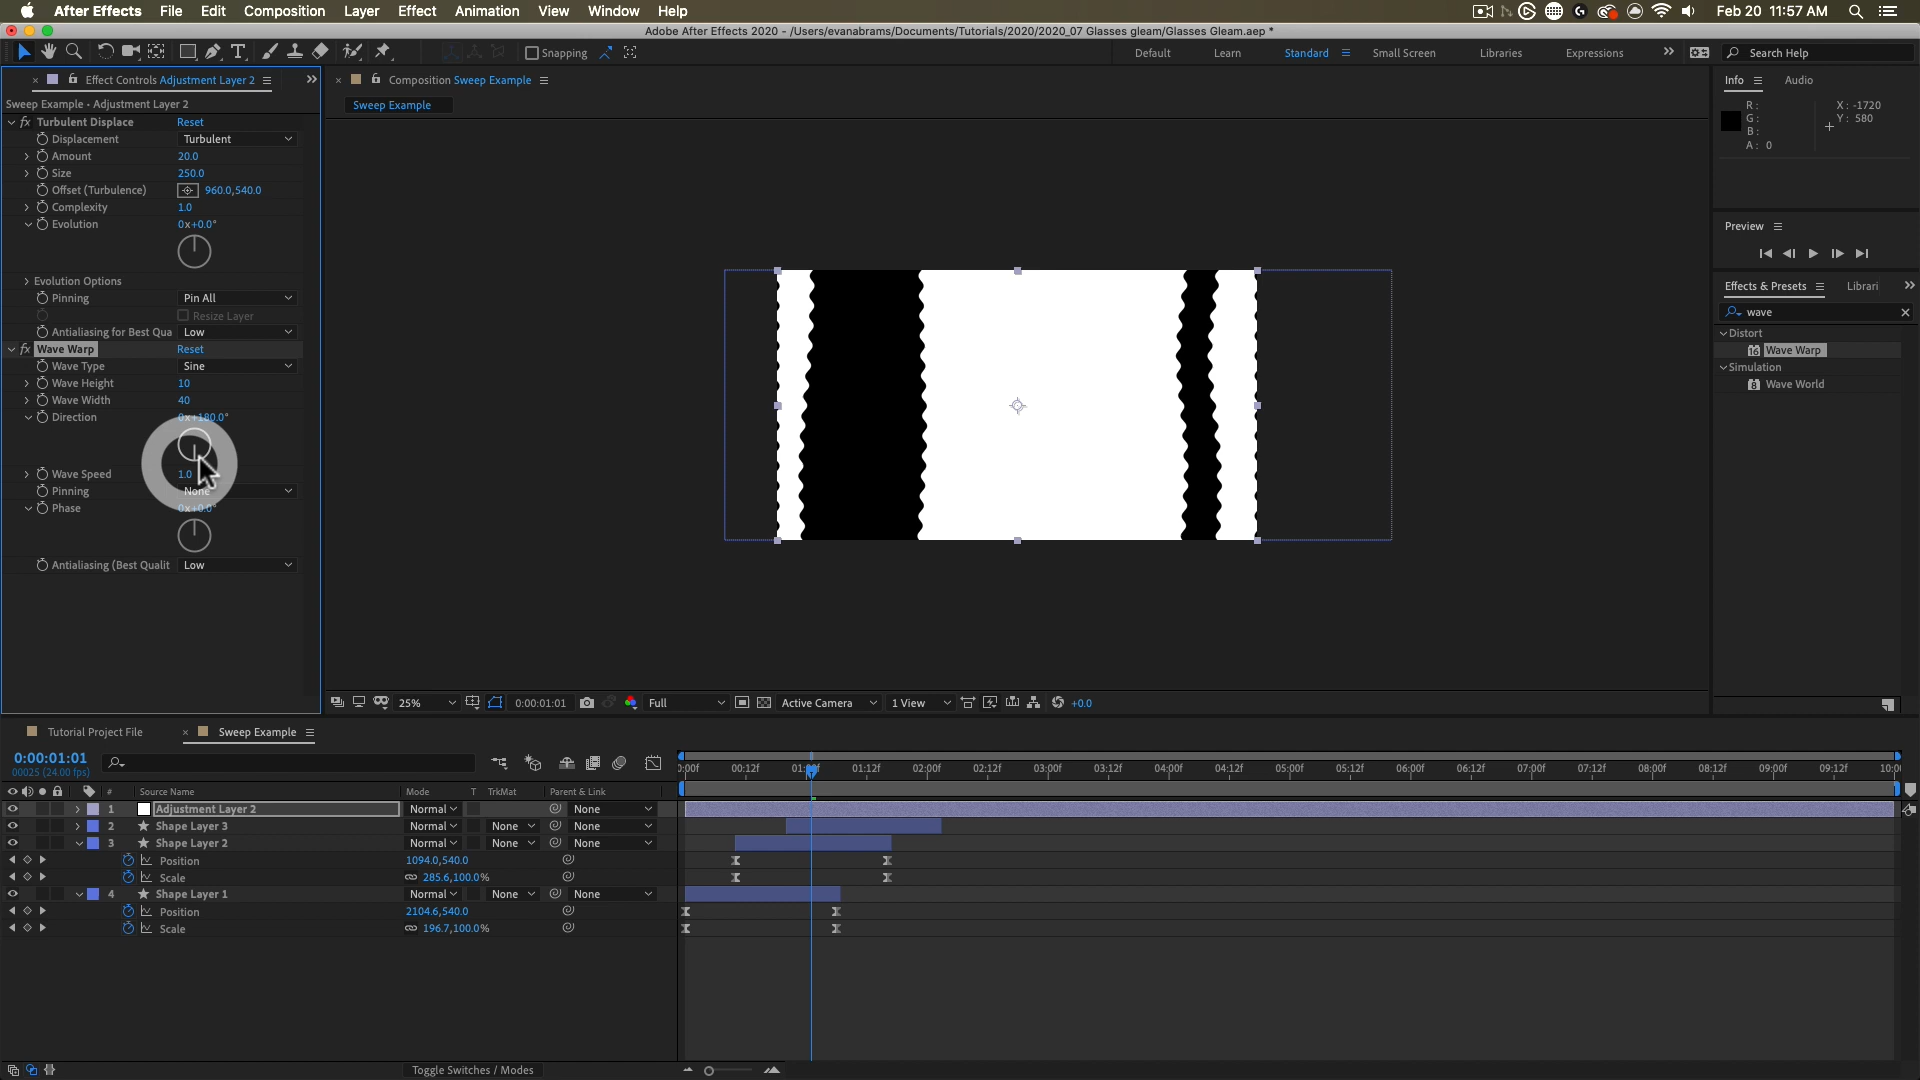 After Effects File Edit Composition Layer Effect Animation View Window Help Feb 20 11:57 AM
Adobe After Effects 2020 - /Users/evanabrams/Documents/Tutorials/2020/2020_07 Glasses gleam/Glasses Gleam.aep *
Snapping Default Learn Standard Small Screen Libraries Expressions Search Help
Effect Controls Adjustment Layer 2
Composition Sweep Example
Info Audio
Sweep Example • Adjustment Layer 2
Sweep Example
R: X: -1720
G: Y: 580
B:
A: 0
fx Turbulent Displace Reset
Displacement Turbulent
Amount 20.0
Size 250.0
Offset (Turbulence) 960.0,540.0
Complexity 1.0
Evolution 0x+0.0°
Evolution Options
Pinning Pin All
Resize Layer
Antialiasing for Best Qua Low
fx Wave Warp Reset
Wave Type Sine
Wave Height 10
Wave Width 40
Direction 0x+180.0°
Wave Speed 1.0
Pinning None
Phase 0x+0.0°
Antialiasing (Best Qualit Low
Preview
Effects & Presets Librari
wave
Distort
Wave Warp
Simulation
Wave World
25% 0:00:01:01 Full Active Camera 1 View +0.0
Tutorial Project File Sweep Example
0:00:01:01
00025 (24.00 fps)
00f 00:12f 01:12f 02:00f 02:12f 03:00f 03:12f 04:00f 04:12f 05:00f 05:12f 06:00f 06:12f 07:00f 07:12f 08:00f 08:12f 09:00f 09:12f 10:0
# Source Name Mode T TrkMat Parent & Link
1 Adjustment Layer 2 Normal None
2 Shape Layer 3 Normal None None
3 Shape Layer 2 Normal None None
Position 1094.0,540.0
Scale 285.6,100.0%
4 Shape Layer 1 Normal None None
Position 2104.6,540.0
Scale 196.7,100.0%
Toggle Switches / Modes